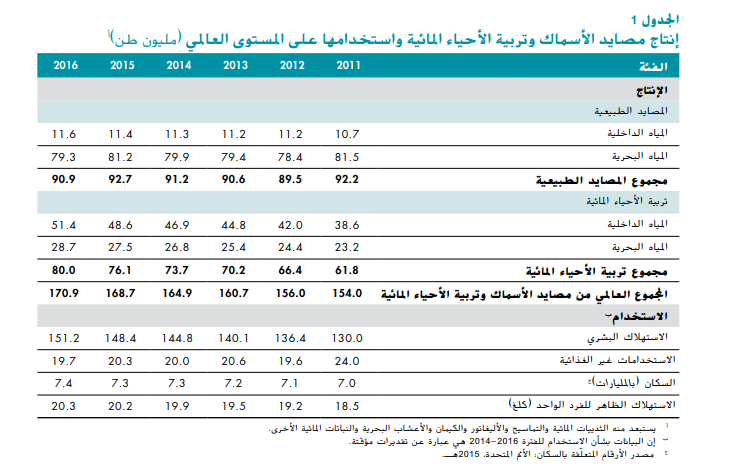 الجدول 1
إنتاج مصايد الأسماك وتربية الأحياء المائية واستخدامها على المستوى العالمي (مليون طن)أ
الفئة 2011 2012 2013 2014 2015 2016
الإنتاج
المصايد الطبيعية
المياه الداخلية 10.7 11.2 11.2 11.3 11.4 11.6
المياه البحرية 81.5 78.4 79.4 79.9 81.2 79.3
مجموع المصايد الطبيعية 92.2 89.5 90.6 91.2 92.7 90.9
تربية الأحياء المائية
المياه الداخلية 38.6 42.0 44.8 46.9 48.6 51.4
المياه البحرية 23.2 24.4 25.4 26.8 27.5 28.7
مجموع تربية الأحياء المائية 61.8 66.4 70.2 73.7 76.1 80.0
المجموع العالمي من مصايد الأسماك وتربية الأحياء المائية 154.0 156.0 160.7 164.9 168.7 170.9
الاستخدامب
الاستهلاك البشري 130.0 136.4 140.1 144.8 148.4 151.2
الاستخدامات غير الغذائية 24.0 19.6 20.6 20.0 20.3 19.7
السكان (بالمليارات)ج 7.0 7.1 7.2 7.3 7.3 7.4
الاستهلاك الظاهر للفرد الواحد (كلغ) 18.5 19.2 19.5 19.9 20.2 20.3
أ يستبعد منه الثدييات المائية والتماسيح والأليغاتور والكيمان والأعشاب البحرية والنباتات المائية الأخرى.
ب إن البيانات بشأن الاستخدام للفترة 2014–2016 هي عبارة عن تقديرات مؤقتة.
ج مصدر الأرقام المتعلّقة بالسكان: الأمم المتحدة، 2015هـ.